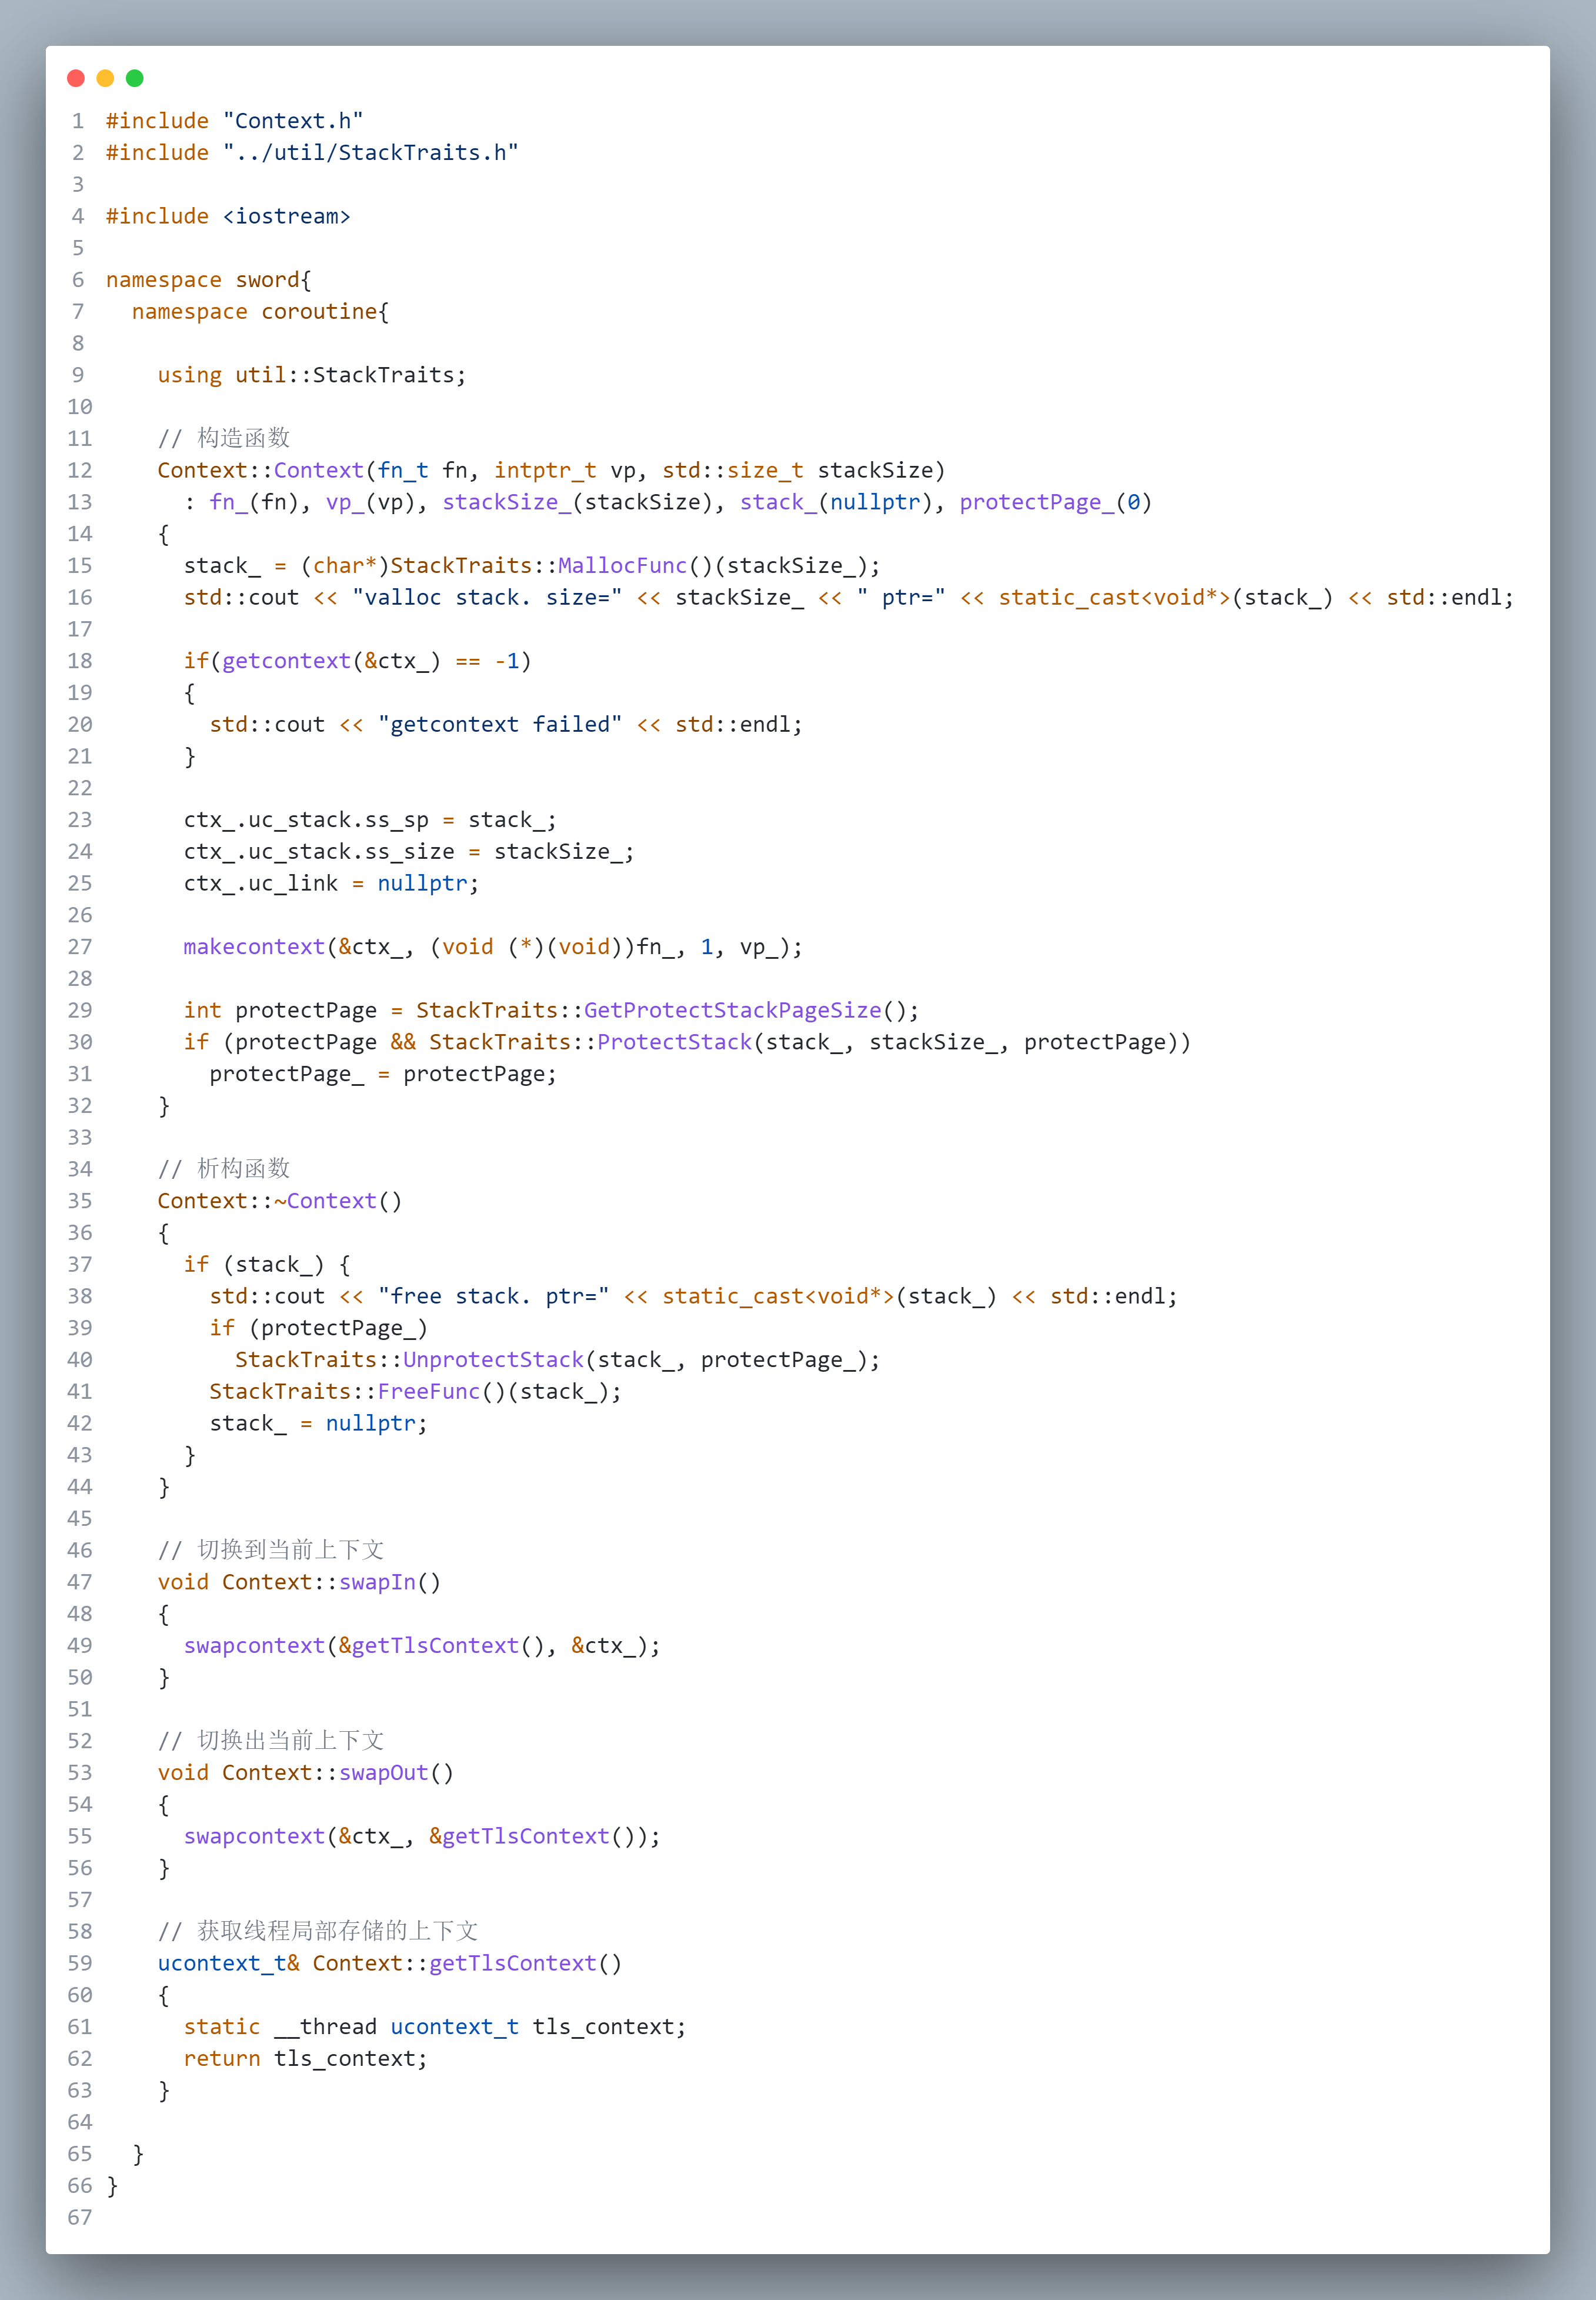 1 #include "Context.h"
2 #include "../util/StackTraits.h"
3
4 #include <iostream>
5
6 namespace sword{
7   namespace coroutine{
8
9     using util::StackTraits;
10
11     // 构造函数
12     Context::Context(fn_t fn, intptr_t vp, std::size_t stackSize)
13       : fn_(fn), vp_(vp), stackSize_(stackSize), stack_(nullptr), protectPage_(0)
14     {
15       stack_ = (char*)StackTraits::MallocFunc()(stackSize_);
16       std::cout << "valloc stack. size=" << stackSize_ << " ptr=" << static_cast<void*>(stack_) << std::endl;
17
18       if(getcontext(&ctx_) == -1)
19       {
20         std::cout << "getcontext failed" << std::endl;
21       }
22
23       ctx_.uc_stack.ss_sp = stack_;
24       ctx_.uc_stack.ss_size = stackSize_;
25       ctx_.uc_link = nullptr;
26
27       makecontext(&ctx_, (void (*)(void))fn_, 1, vp_);
28
29       int protectPage = StackTraits::GetProtectStackPageSize();
30       if (protectPage && StackTraits::ProtectStack(stack_, stackSize_, protectPage))
31         protectPage_ = protectPage;
32     }
33
34     // 析构函数
35     Context::~Context()
36     {
37       if (stack_) {
38         std::cout << "free stack. ptr=" << static_cast<void*>(stack_) << std::endl;
39         if (protectPage_)
40           StackTraits::UnprotectStack(stack_, protectPage_);
41         StackTraits::FreeFunc()(stack_);
42         stack_ = nullptr;
43       }
44     }
45
46     // 切换到当前上下文
47     void Context::swapIn()
48     {
49       swapcontext(&getTlsContext(), &ctx_);
50     }
51
52     // 切换出当前上下文
53     void Context::swapOut()
54     {
55       swapcontext(&ctx_, &getTlsContext());
56     }
57
58     // 获取线程局部存储的上下文
59     ucontext_t& Context::getTlsContext()
60     {
61       static __thread ucontext_t tls_context;
62       return tls_context;
63     }
64
65   }
66 }
67